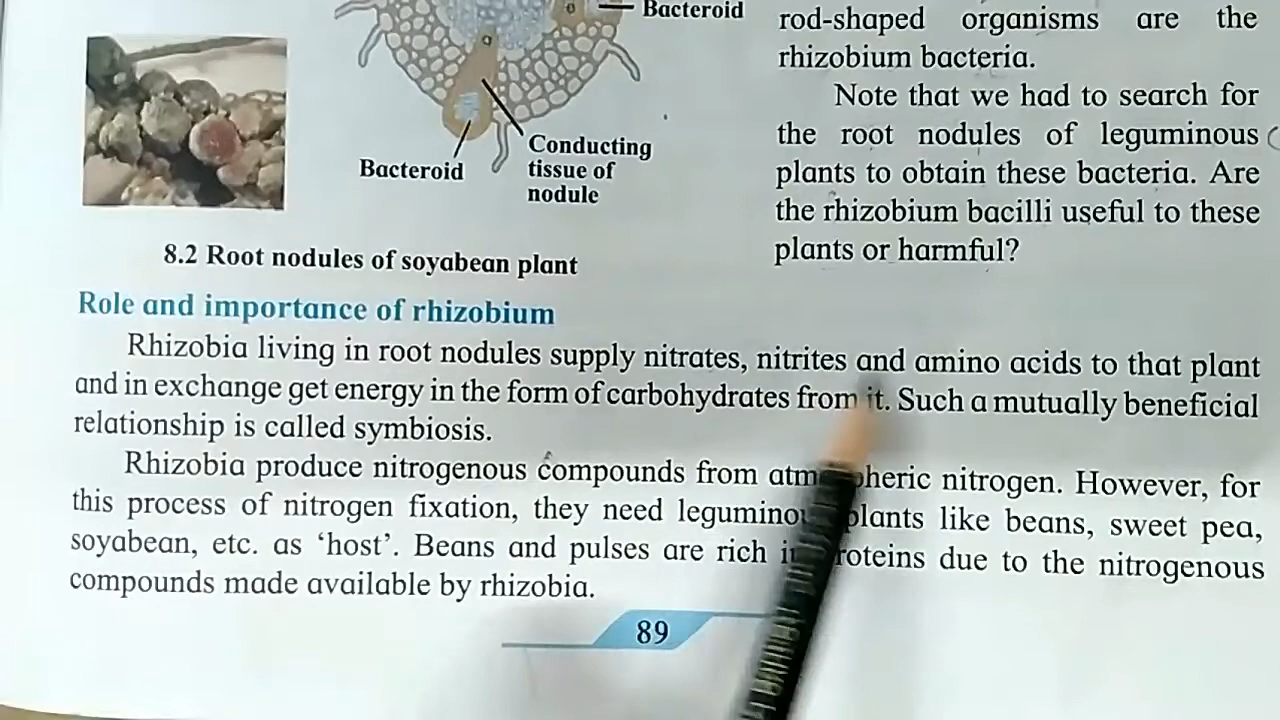 Bacteroid
Conducting
tissue of
nodule
Bacteroid
8.2 Root nodules of soyabean plant
rod-shaped organisms are the
rhizobium bacteria.
Note that we had to search for
the root nodules of leguminous
plants to obtain these bacteria. Are
the rhizobium bacilli useful to these
plants or harmful?
Role and importance of rhizobium
Rhizobia living in root nodules supply nitrates, nitrites and amino acids to that plant
and in exchange get energy in the form of carbohydrates from it. Such a mutually beneficial
relationship is called symbiosis.
Rhizobia produce nitrogenous compounds from atmospheric nitrogen. However, for
this process of nitrogen fixation, they need leguminous plants like beans, sweet pea,
soyabean, etc. as ‘host’. Beans and pulses are rich in proteins due to the nitrogenous
compounds made available by rhizobia.
89